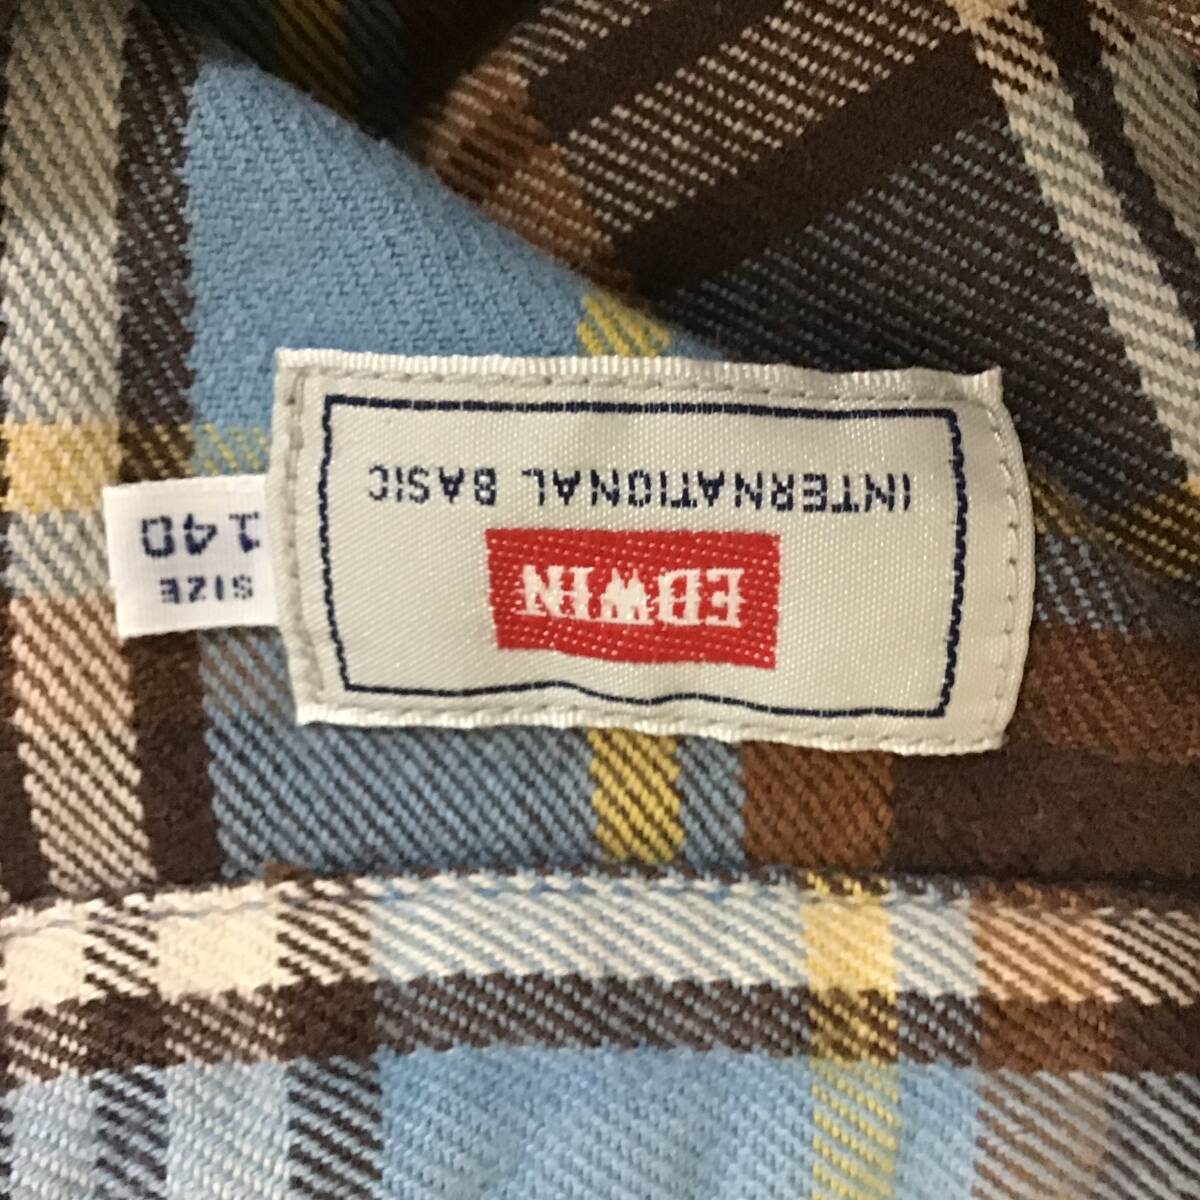 EDWIN
INTERNATIONAL BASIC
SIZE
140